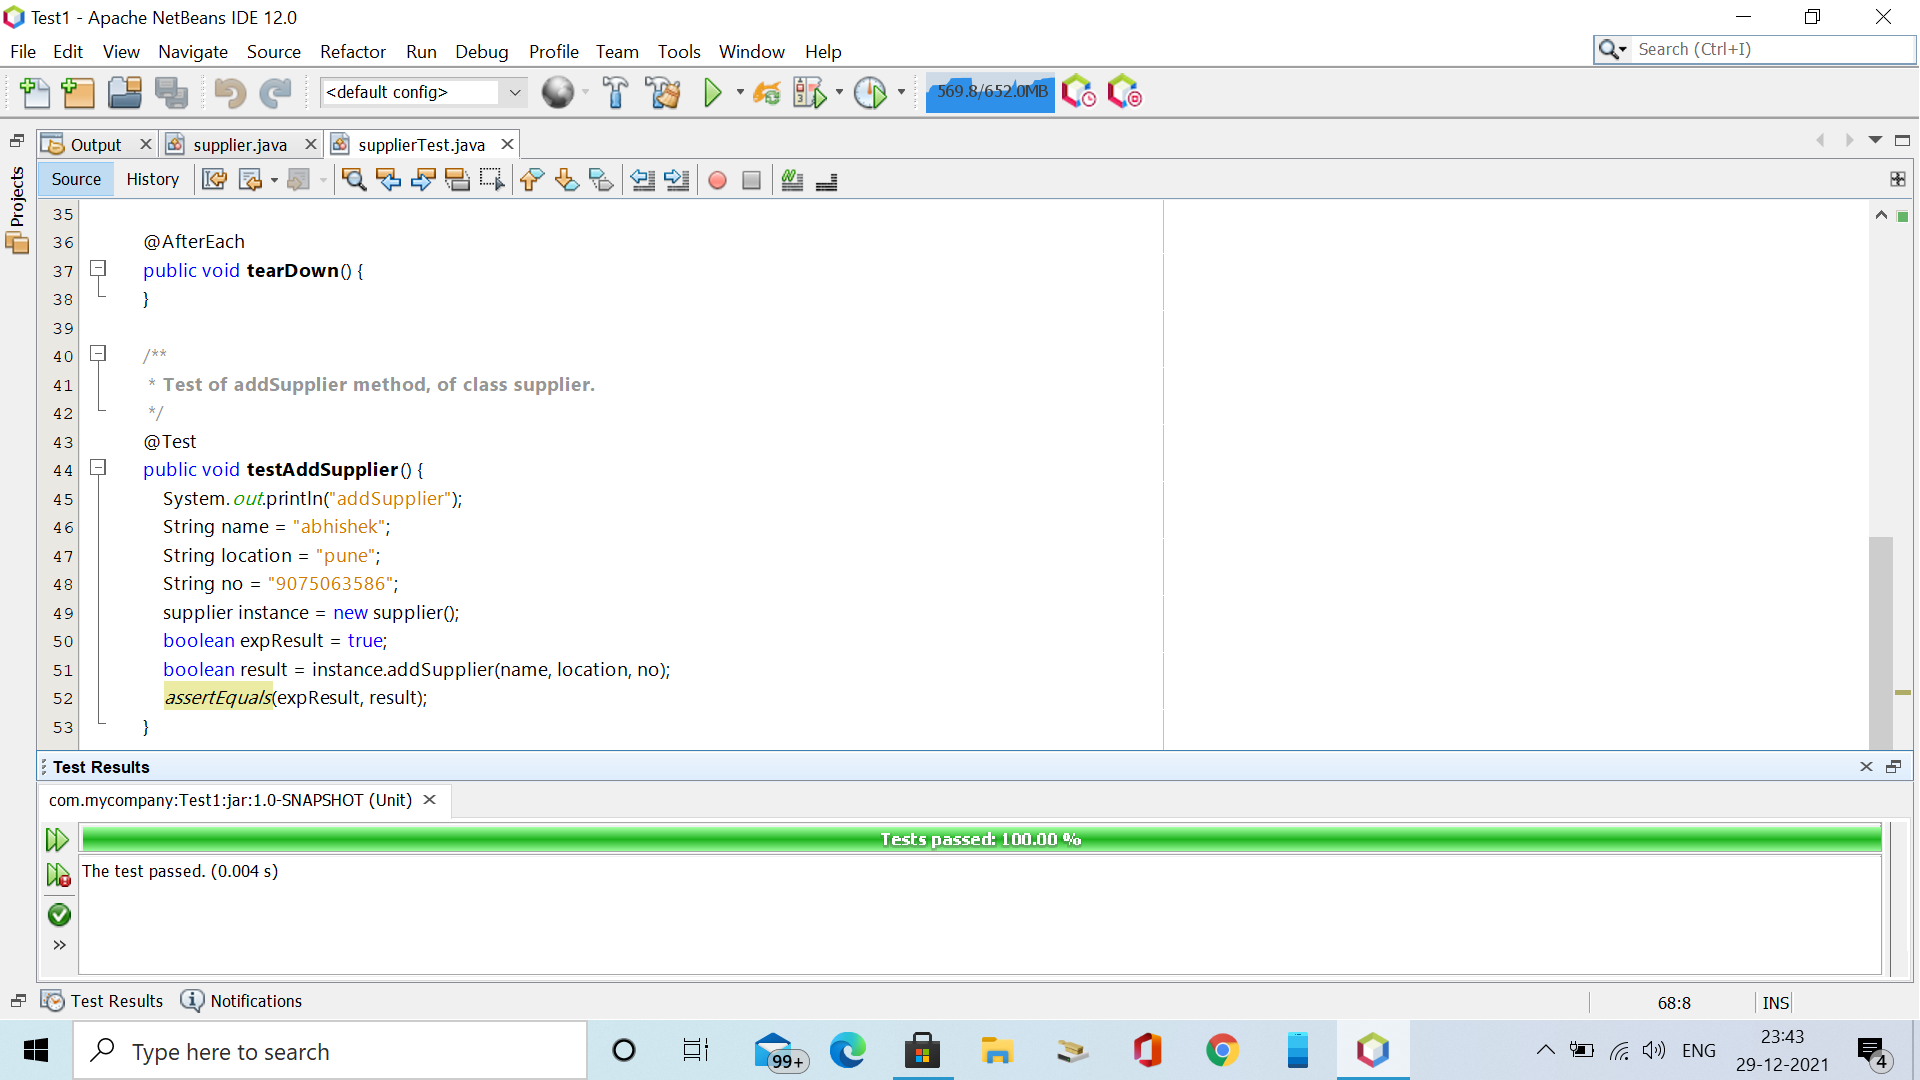 Test1 - Apache NetBeans IDE 12.0
File Edit View Navigate Source Refactor Run Debug Profile Team Tools Window Help
Search (Ctrl+I)
<default config>
569.8/652.0MB
Projects
Output supplier.java supplierTest.java
Source History
35
36 @AfterEach
37 public void tearDown() {
38 }
39
40 /**
41 * Test of addSupplier method, of class supplier.
42 */
43 @Test
44 public void testAddSupplier() {
45 System.out.println("addSupplier");
46 String name = "abhishek";
47 String location = "pune";
48 String no = "9075063586";
49 supplier instance = new supplier();
50 boolean expResult = true;
51 boolean result = instance.addSupplier(name, location, no);
52 assertEquals(expResult, result);
53 }
Test Results
com.mycompany:Test1:jar:1.0-SNAPSHOT (Unit)
Tests passed: 100.00 %
The test passed. (0.004 s)
Test Results Notifications
68:8 INS
Type here to search
99+
ENG
23:43
29-12-2021
4